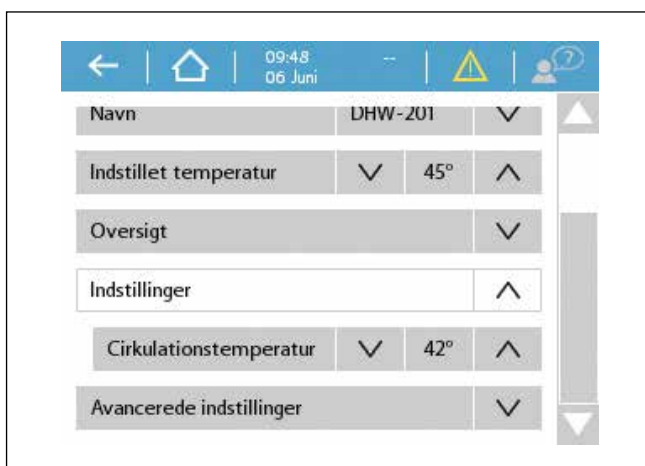 09:48 --
06 Juni
?
Navn DHW-201
Indstillet temperatur 45°
Oversigt
Indstillinger
Cirkulationstemperatur 42°
Avancerede indstillinger